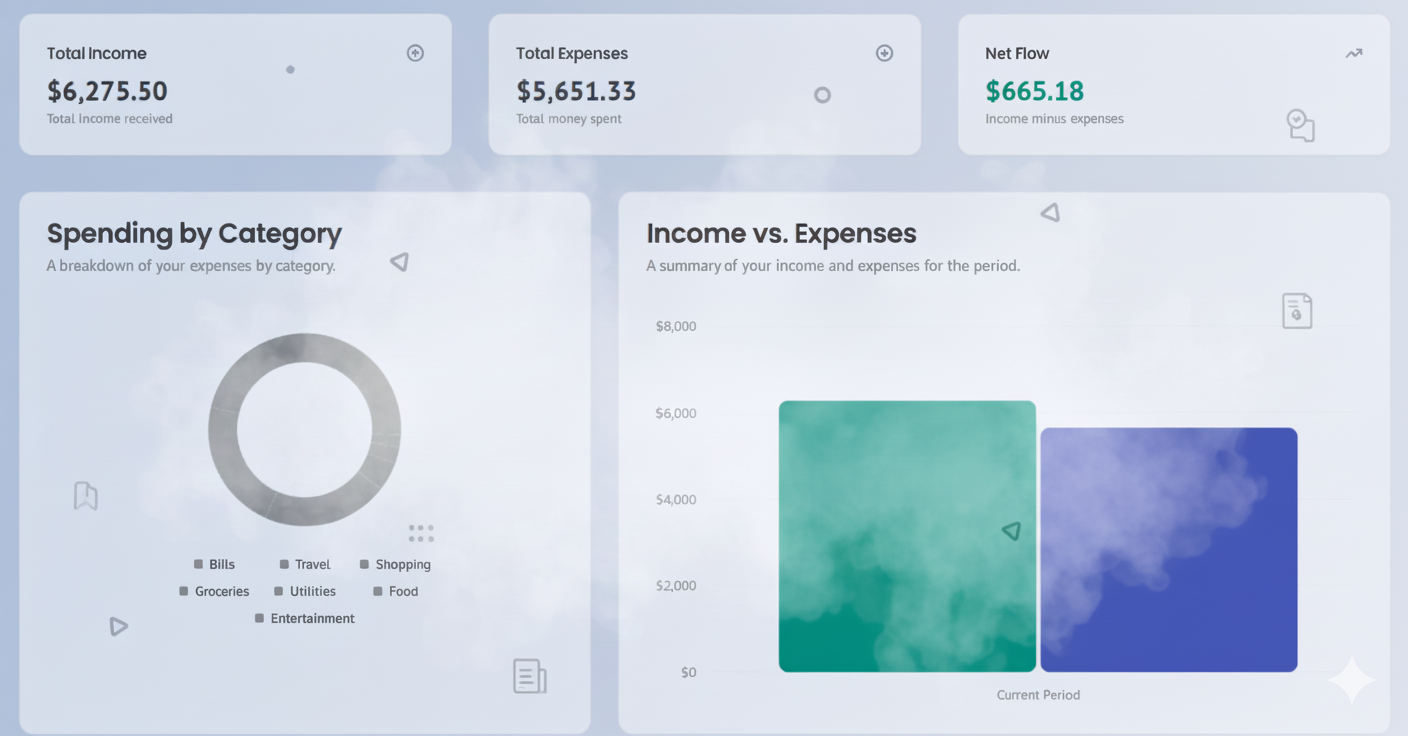 Total Income
$6,275.50
Total Income received
Total Expenses
$5,651.33
Total money spent
Net Flow
$665.18
Income minus expenses
Spending by Category
A breakdown of your expenses by category.
Bills
Travel
Shopping
Groceries
Utilities
Food
Entertainment
Income vs. Expenses
A summary of your income and expenses for the period.
$8,000
$6,000
$4,000
$2,000
$0
Current Period